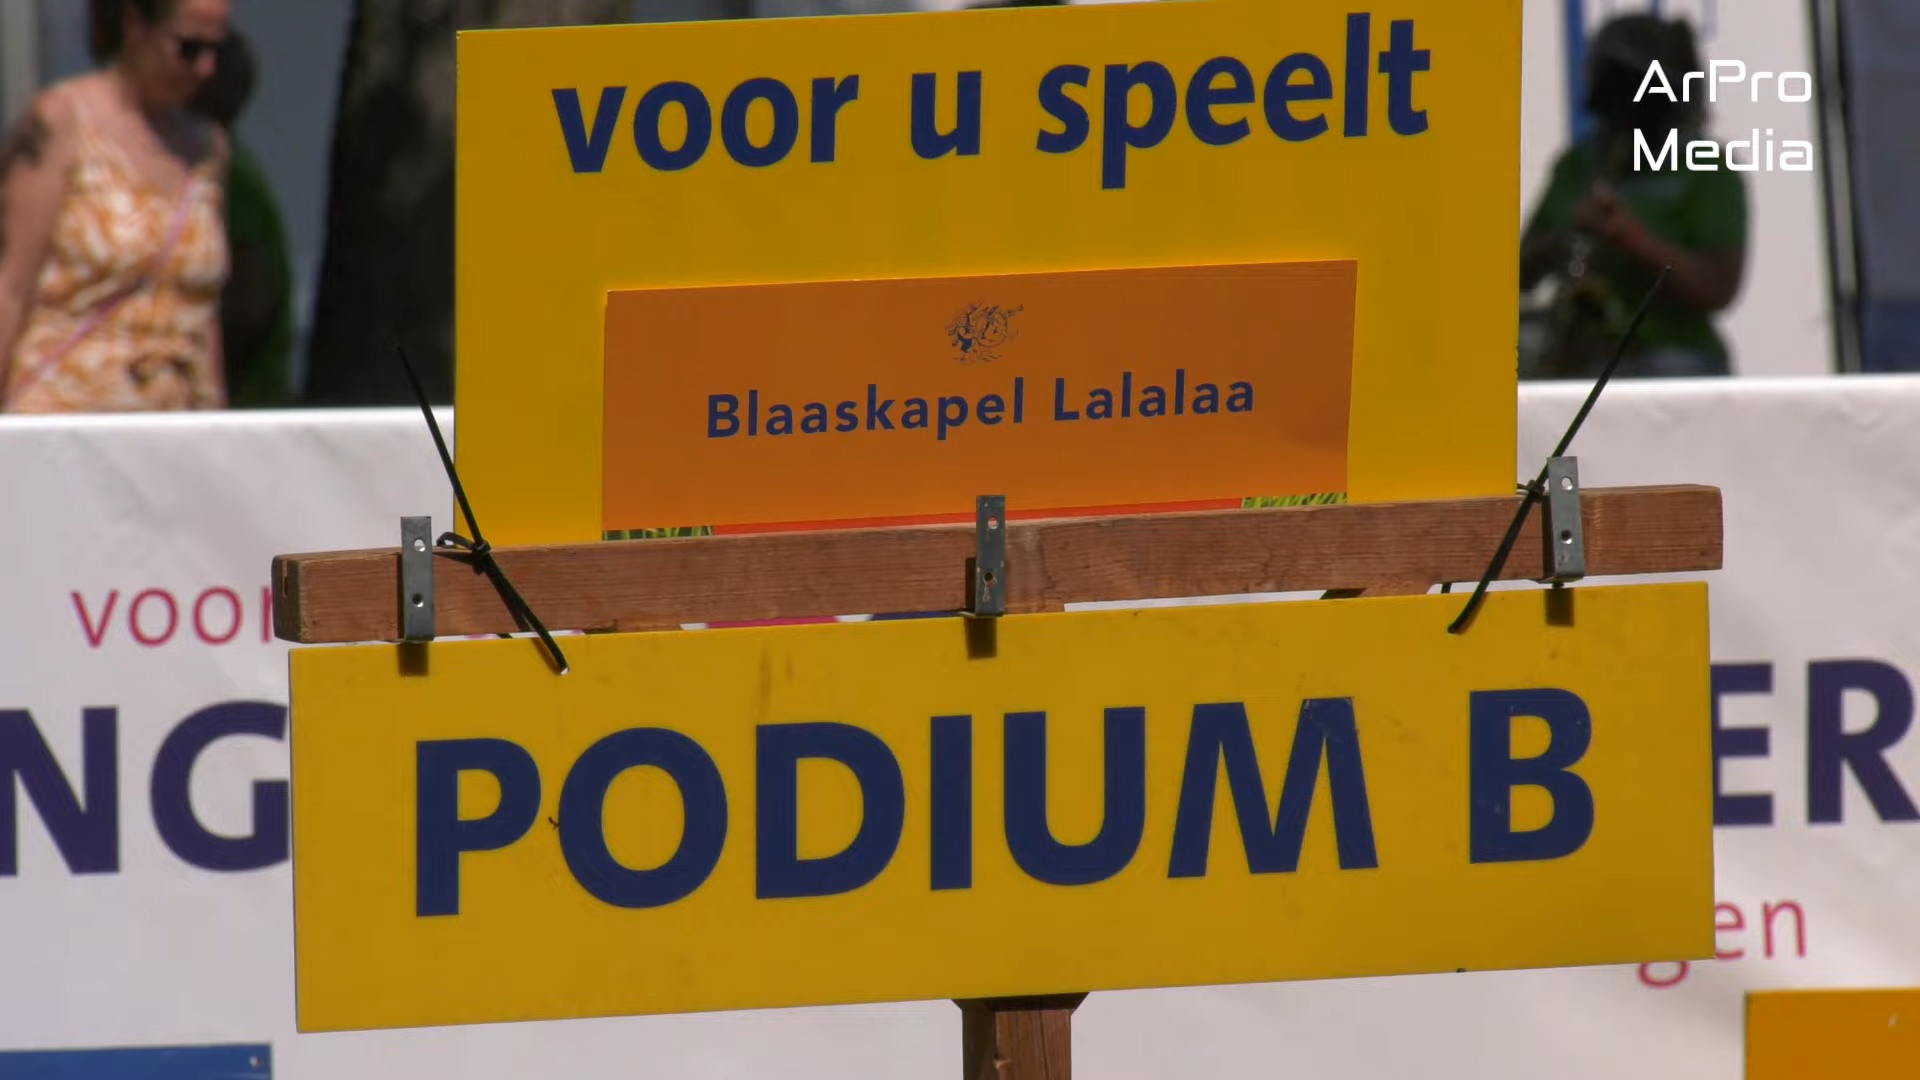 voor u speelt
ArPro
Media
Blaaskapel Lalalaa
voor
PODIUM B
NG
ER
en